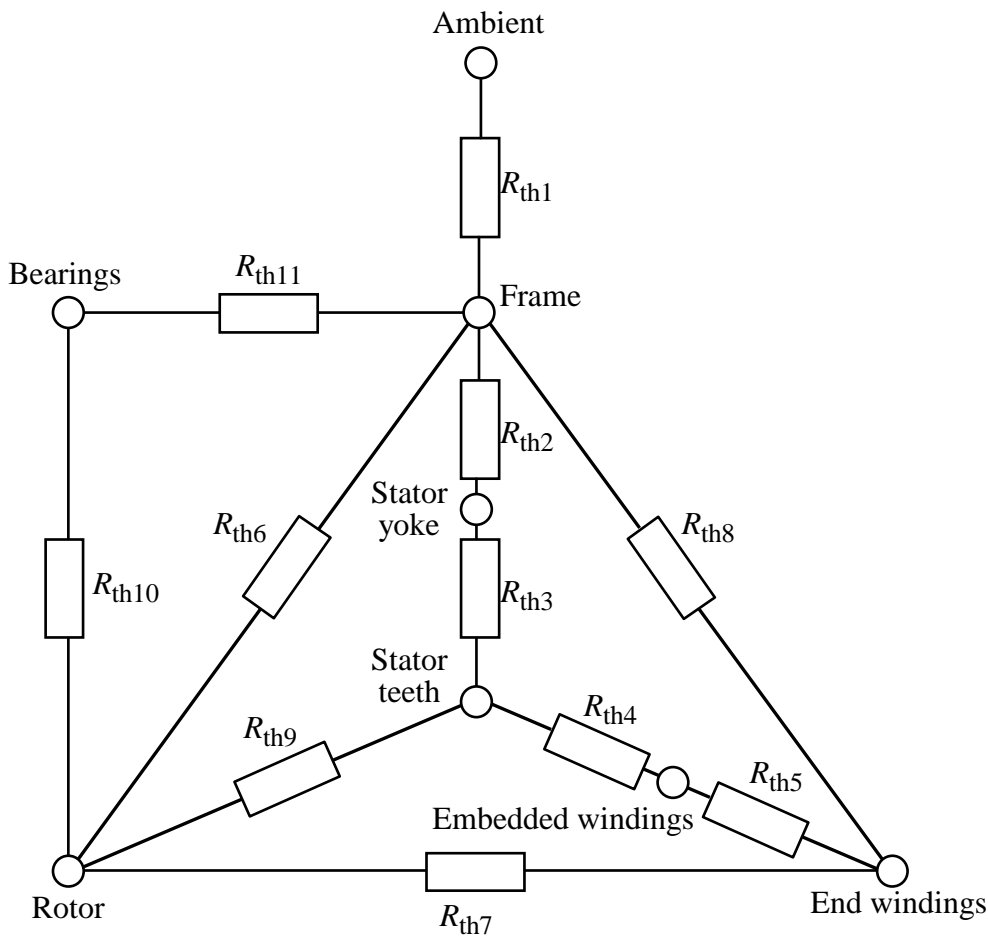 Ambient
Rth1
Bearings
Rth11
Frame
Rth2
Stator
yoke
Rth6
Rth8
Rth10
Rth3
Stator
teeth
Rth4
Rth9
Rth5
Embedded windings
Rotor
Rth7
End windings